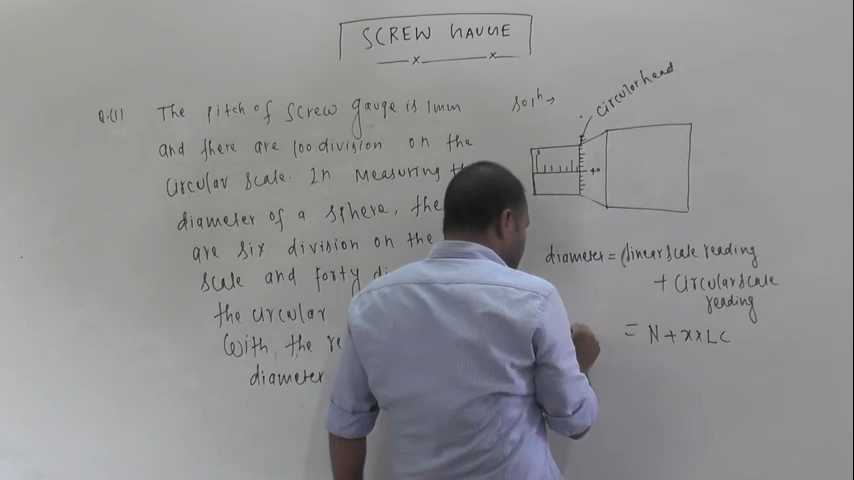 SCREW GAUGE
Q.(1) The pitch of screw gauge is 1mm
and there are 100 division on the
circular scale. In measuring
diameter of a sphere, the
are six division on the
scale and forty
the circular
with the
diameter
Solⁿ→
circular head
40
diameter = linear scale reading
+ circular scale
reading
= N + x × LC